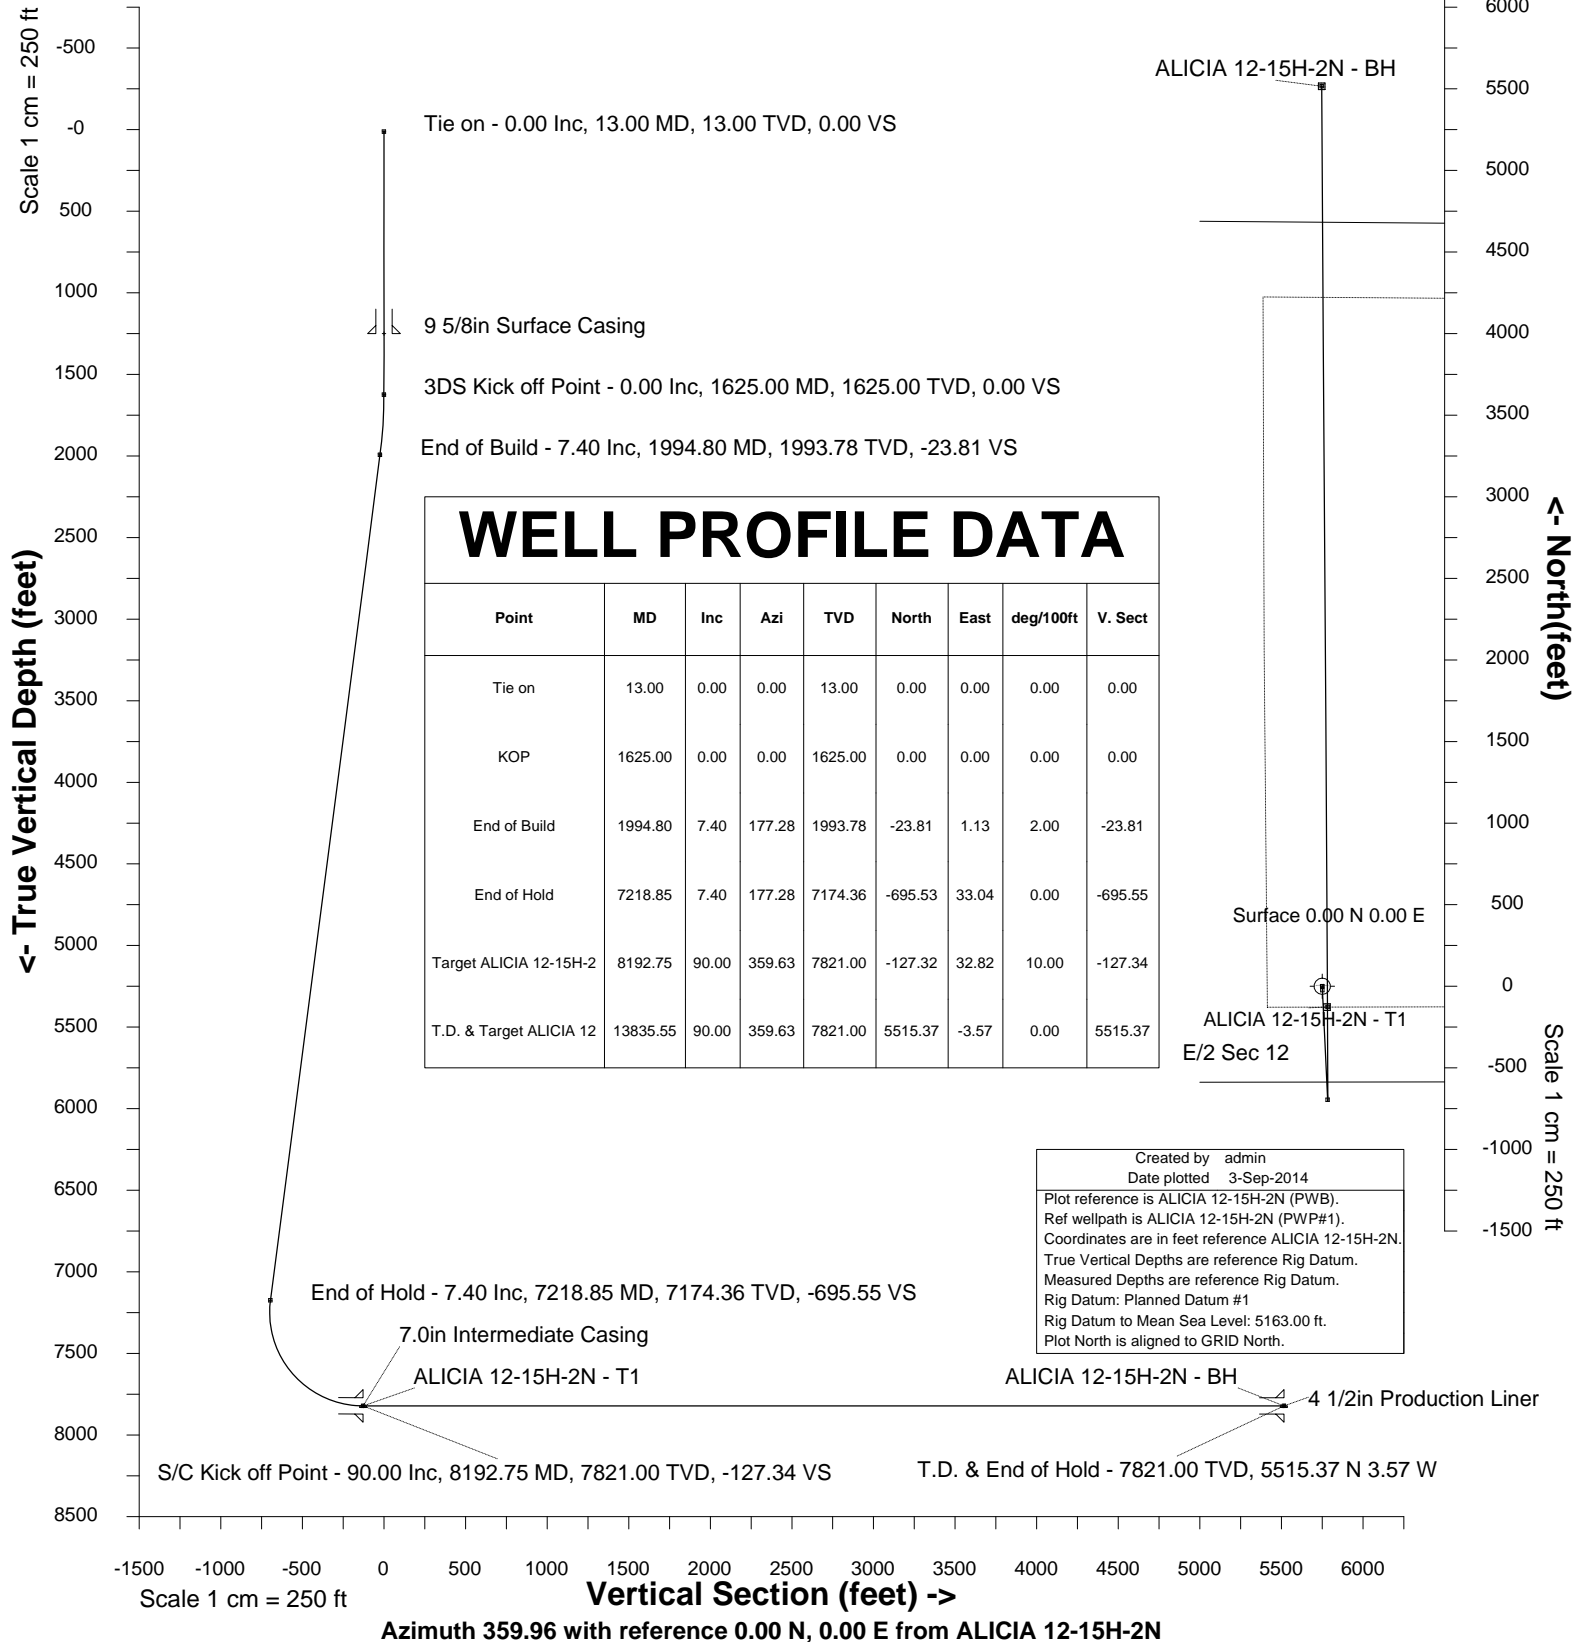 Scale 1 cm = 250 ft
<- True Vertical Depth (feet)
-500
-0
500
1000
1500
2000
2500
3000
3500
4000
4500
5000
5500
6000
6500
7000
7500
8000
8500
Tie on - 0.00 Inc, 13.00 MD, 13.00 TVD, 0.00 VS
9 5/8in Surface Casing
3DS Kick off Point - 0.00 Inc, 1625.00 MD, 1625.00 TVD, 0.00 VS
End of Build - 7.40 Inc, 1994.80 MD, 1993.78 TVD, -23.81 VS
WELL PROFILE DATA
Point MD Inc Azi TVD North East deg/100ft V. Sect
Tie on 13.00 0.00 0.00 13.00 0.00 0.00 0.00 0.00
KOP 1625.00 0.00 0.00 1625.00 0.00 0.00 0.00 0.00
End of Build 1994.80 7.40 177.28 1993.78 -23.81 1.13 2.00 -23.81
End of Hold 7218.85 7.40 177.28 7174.36 -695.53 33.04 0.00 -695.55
Target ALICIA 12-15H-2 8192.75 90.00 359.63 7821.00 -127.32 32.82 10.00 -127.34
T.D. & Target ALICIA 12 13835.55 90.00 359.63 7821.00 5515.37 -3.57 0.00 5515.37
End of Hold - 7.40 Inc, 7218.85 MD, 7174.36 TVD, -695.55 VS
7.0in Intermediate Casing
ALICIA 12-15H-2N - T1
ALICIA 12-15H-2N - BH
4 1/2in Production Liner
S/C Kick off Point - 90.00 Inc, 8192.75 MD, 7821.00 TVD, -127.34 VS
T.D. & End of Hold - 7821.00 TVD, 5515.37 N 3.57 W
-1500 -1000 -500 0 500 1000 1500 2000 2500 3000 3500 4000 4500 5000 5500 6000
Scale 1 cm = 250 ft
Vertical Section (feet) ->
Azimuth 359.96 with reference 0.00 N, 0.00 E from ALICIA 12-15H-2N
ALICIA 12-15H-2N - BH
Surface 0.00 N 0.00 E
ALICIA 12-15H-2N - T1
E/2 Sec 12
6000
5500
5000
4500
4000
3500
3000
2500
2000
1500
1000
500
0
-500
-1000
-1500
<- North(feet)
Scale 1 cm = 250 ft
Created by admin
Date plotted 3-Sep-2014
Plot reference is ALICIA 12-15H-2N (PWB).
Ref wellpath is ALICIA 12-15H-2N (PWP#1).
Coordinates are in feet reference ALICIA 12-15H-2N.
True Vertical Depths are reference Rig Datum.
Measured Depths are reference Rig Datum.
Rig Datum: Planned Datum #1
Rig Datum to Mean Sea Level: 5163.00 ft.
Plot North is aligned to GRID North.